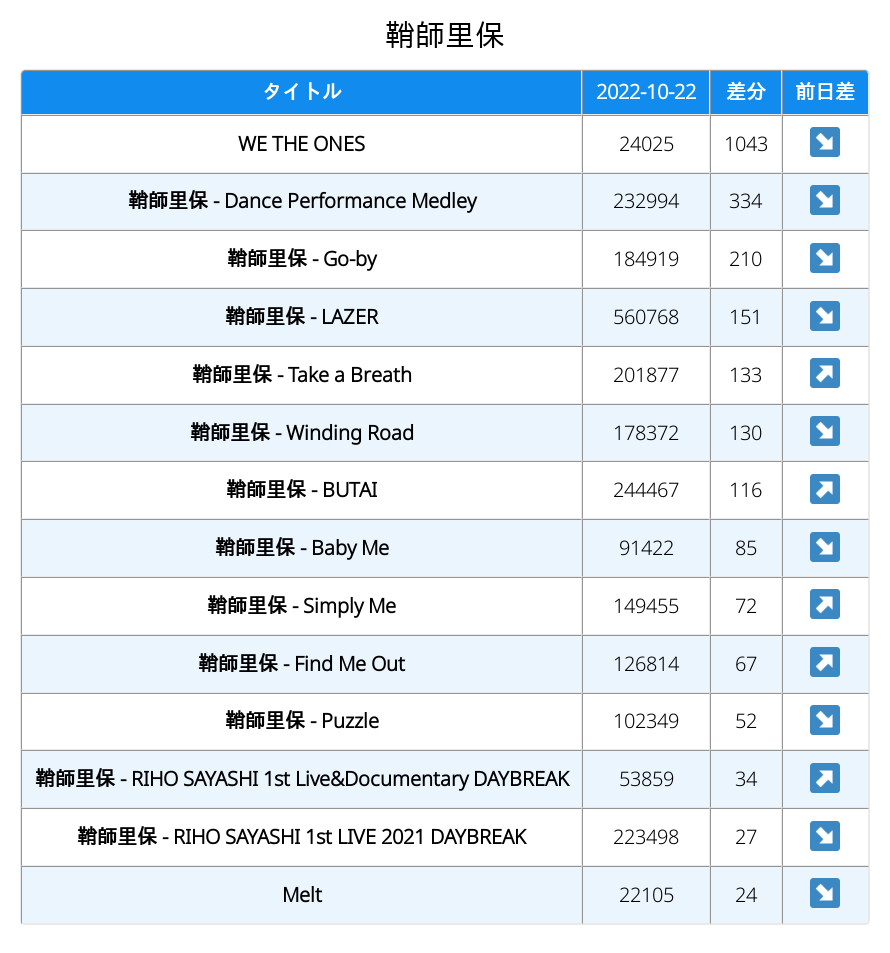 鞘師里保
タイトル 2022-10-22 差分 前日差
WE THE ONES 24025 1043 ↘
鞘師里保 - Dance Performance Medley 232994 334 ↘
鞘師里保 - Go-by 184919 210 ↘
鞘師里保 - LAZER 560768 151 ↘
鞘師里保 - Take a Breath 201877 133 ↗
鞘師里保 - Winding Road 178372 130 ↘
鞘師里保 - BUTAI 244467 116 ↗
鞘師里保 - Baby Me 91422 85 ↘
鞘師里保 - Simply Me 149455 72 ↗
鞘師里保 - Find Me Out 126814 67 ↗
鞘師里保 - Puzzle 102349 52 ↘
鞘師里保 - RIHO SAYASHI 1st Live&Documentary DAYBREAK 53859 34 ↗
鞘師里保 - RIHO SAYASHI 1st LIVE 2021 DAYBREAK 223498 27 ↘
Melt 22105 24 ↘